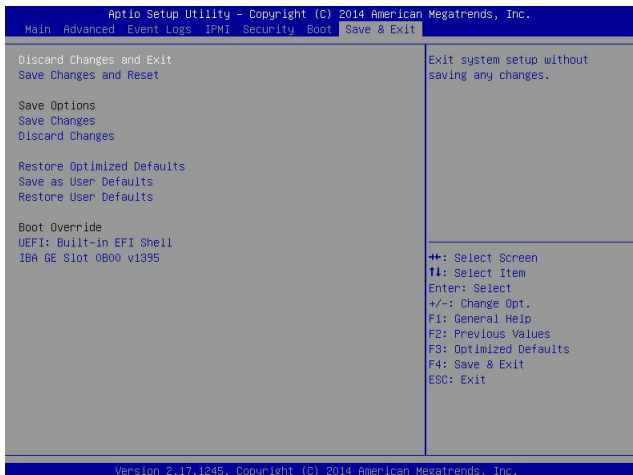 Aptio Setup Utility – Copyright (C) 2014 American Megatrends, Inc.
Main Advanced Event Logs IPMI Security Boot Save & Exit
Discard Changes and Exit
Save Changes and Reset
Save Options
Save Changes
Discard Changes
Restore Optimized Defaults
Save as User Defaults
Restore User Defaults
Boot Override
UEFI: Built-in EFI Shell
IBA GE Slot 0B00 v1395
Exit system setup without
saving any changes.
→←: Select Screen
↑↓: Select Item
Enter: Select
+/-: Change Opt.
F1: General Help
F2: Previous Values
F3: Optimized Defaults
F4: Save & Exit
ESC: Exit
Version 2.17.1245. Copyright (C) 2014 American Megatrends, Inc.